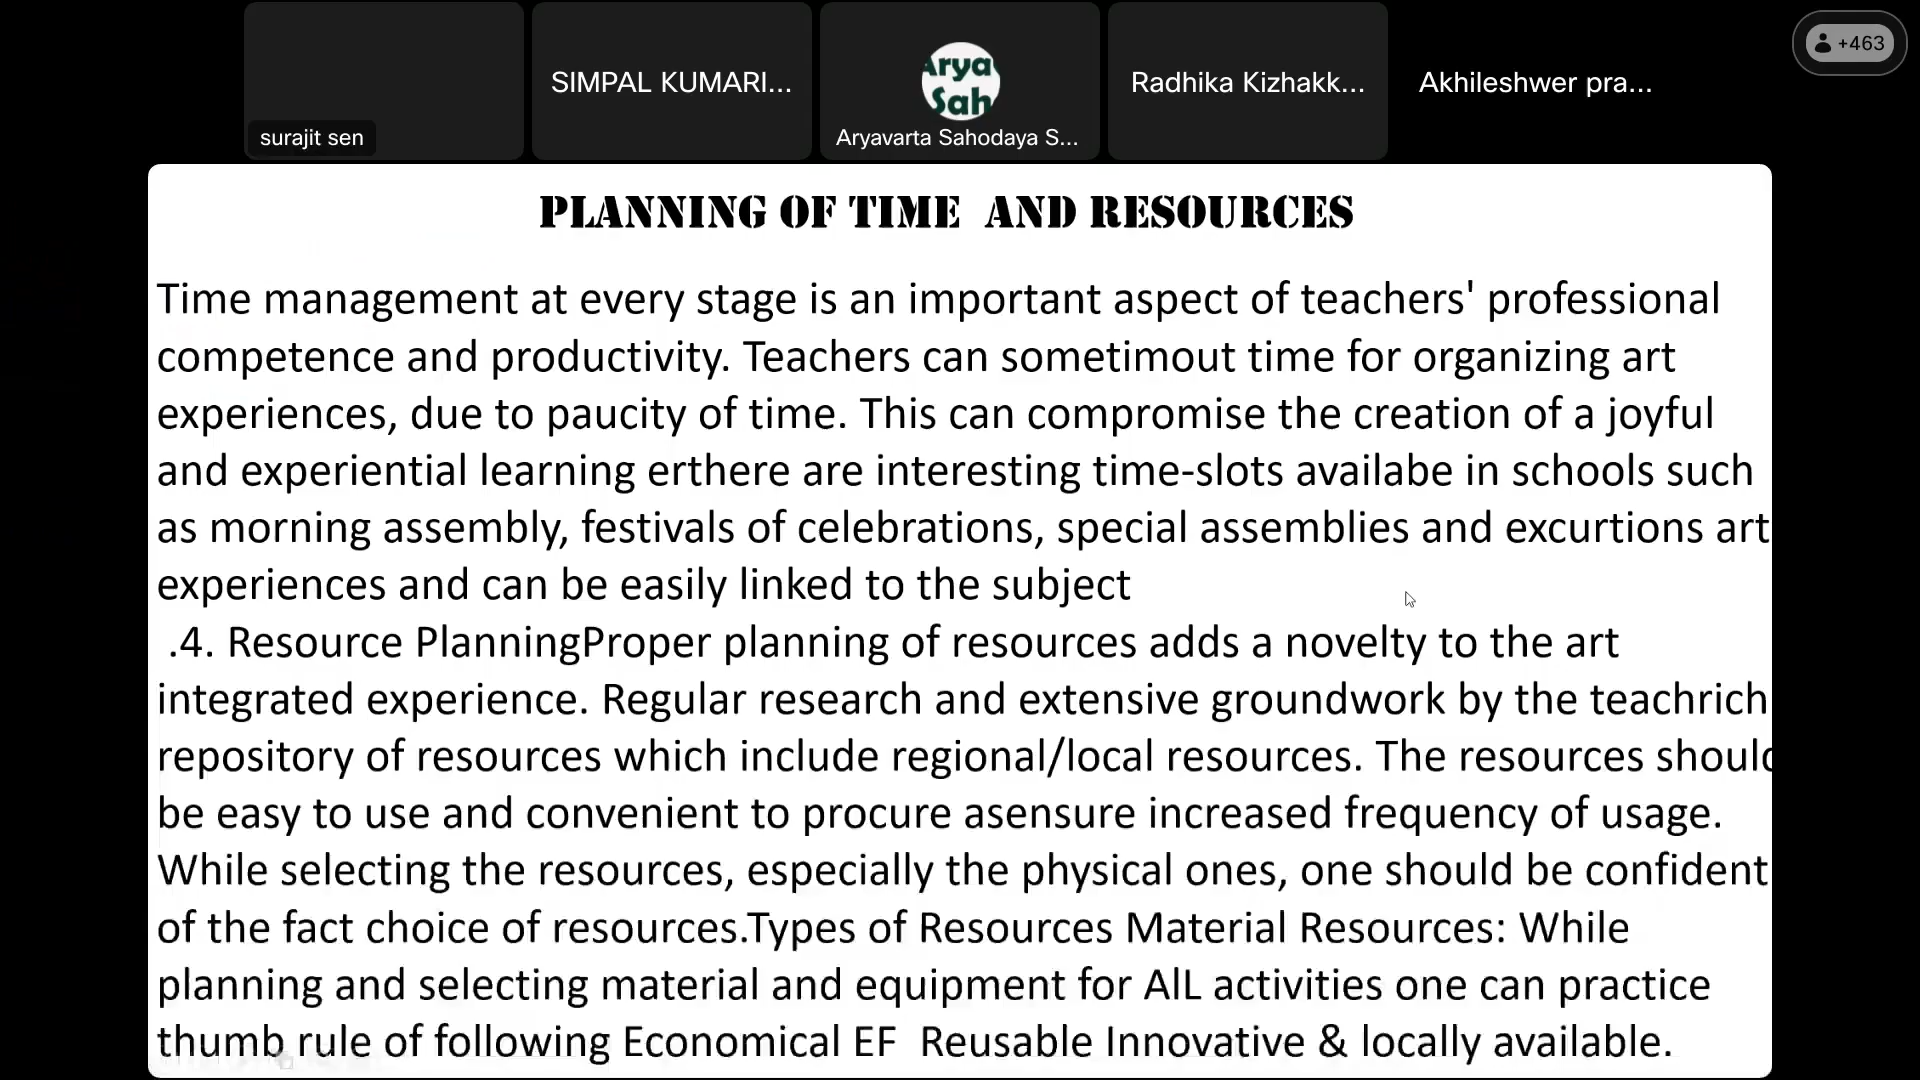 +463
SIMPAL KUMARI...
Arya
Sah
Radhika Kizhakk...
Akhileshwer pra...
surajit sen
Aryavarta Sahodaya S...
PLANNING OF TIME AND RESOURCES
Time management at every stage is an important aspect of teachers' professional
competence and productivity. Teachers can sometimout time for organizing art
experiences, due to paucity of time. This can compromise the creation of a joyful
and experiential learning erthere are interesting time-slots availabe in schools such
as morning assembly, festivals of celebrations, special assemblies and excurtions art
experiences and can be easily linked to the subject
.4. Resource PlanningProper planning of resources adds a novelty to the art
integrated experience. Regular research and extensive groundwork by the teachrich
repository of resources which include regional/local resources. The resources should
be easy to use and convenient to procure asensure increased frequency of usage.
While selecting the resources, especially the physical ones, one should be confident
of the fact choice of resources.Types of Resources Material Resources: While
planning and selecting material and equipment for AlL activities one can practice
thumb rule of following Economical EF Reusable Innovative & locally available.